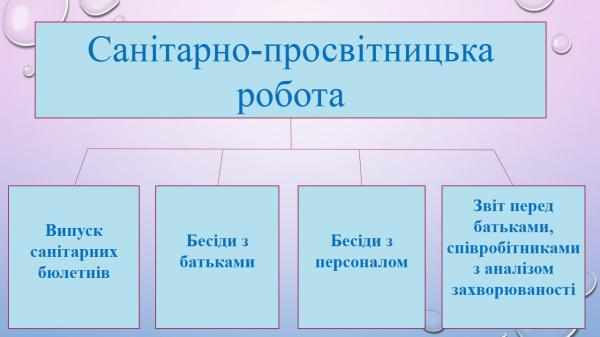 Санітарно-просвітницька
робота
Випуск
санітарних
бюлетнів
Бесіди з
батьками
Бесіди з
персоналом
Звіт перед
батьками,
співробітниками
з аналізом
захворюваності